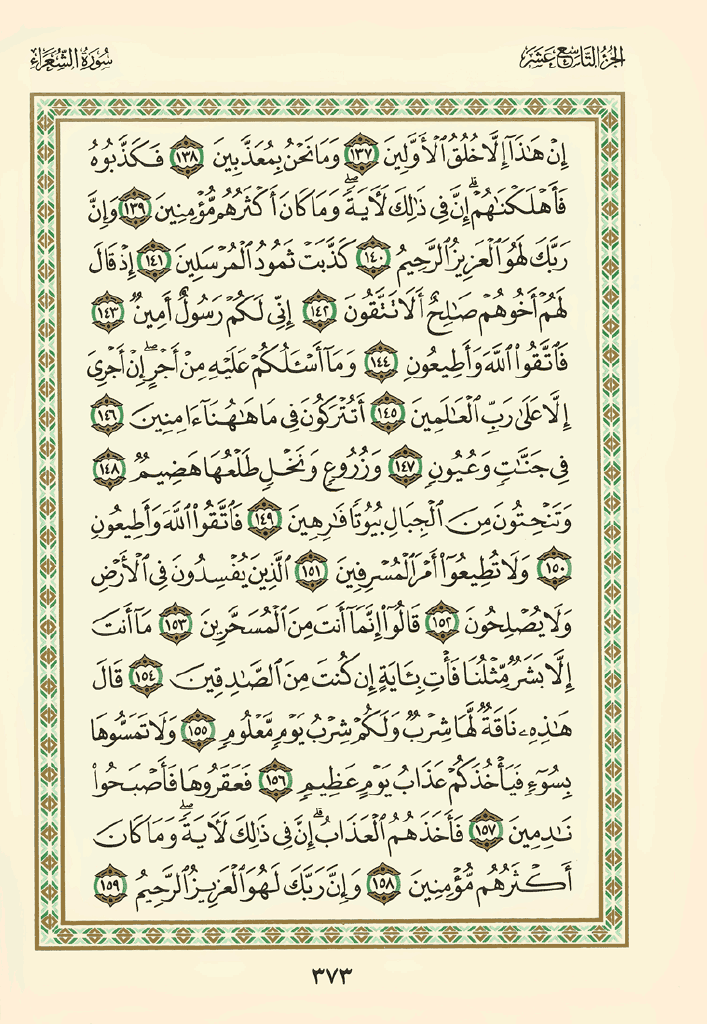 الجزء التاسع عشر
سورة الشعراء
إِنْ هَٰذَآ إِلَّا خُلُقُ ٱلْأَوَّلِينَ ١٣٧ وَمَا نَحْنُ بِمُعَذَّبِينَ ١٣٨ فَكَذَّبُوهُ
فَأَهْلَكْنَٰهُمْ ۗ إِنَّ فِى ذَٰلِكَ لَءَايَةً ۖ وَمَا كَانَ أَكْثَرُهُم مُّؤْمِنِينَ ١٣٩ وَإِنَّ
رَبَّكَ لَهُوَ ٱلْعَزِيزُ ٱلرَّحِيمُ ١٤٠ كَذَّبَتْ ثَمُودُ ٱلْمُرْسَلِينَ ١٤١ إِذْ قَالَ
لَهُمْ أَخُوهُمْ صَٰلِحٌ أَلَا تَتَّقُونَ ١٤٢ إِنِّى لَكُمْ رَسُولٌ أَمِينٌ ١٤٣
فَٱتَّقُوا۟ ٱللَّهَ وَأَطِيعُونِ ١٤٤ وَمَآ أَسْـَٔلُكُمْ عَلَيْهِ مِنْ أَجْرٍ ۖ إِنْ أَجْرِىَ
إِلَّا عَلَىٰ رَبِّ ٱلْعَٰلَمِينَ ١٤٥ أَتُتْرَكُونَ فِى مَا هَٰهُنَآ ءَامِنِينَ ١٤٦
فِى جَنَّٰتٍ وَعُيُونٍ ١٤٧ وَزُرُوعٍ وَنَخْلٍ طَلْعُهَا هَضِيمٌ ١٤٨
وَتَنْحِتُونَ مِنَ ٱلْجِبَالِ بُيُوتًا فَٰرِهِينَ ١٤٩ فَٱتَّقُوا۟ ٱللَّهَ وَأَطِيعُونِ
١٥٠ وَلَا تُطِيعُوٓا۟ أَمْرَ ٱلْمُسْرِفِينَ ١٥١ ٱلَّذِينَ يُفْسِدُونَ فِى ٱلْأَرْضِ
وَلَا يُصْلِحُونَ ١٥٢ قَالُوٓا۟ إِنَّمَآ أَنتَ مِنَ ٱلْمُسَحَّرِينَ ١٥٣ مَآ أَنتَ
إِلَّا بَشَرٌ مِّثْلُنَا فَأْتِ بِـَٔايَةٍ إِن كُنتَ مِنَ ٱلصَّٰدِقِينَ ١٥٤ قَالَ
هَٰذِهِۦ نَاقَةٌ لَّهَا شِرْبٌ وَلَكُمْ شِرْبُ يَوْمٍ مَّعْلُومٍ ١٥٥ وَلَا تَمَسُّوهَا
بِسُوٓءٍ فَيَأْخُذَكُمْ عَذَابُ يَوْمٍ عَظِيمٍ ١٥٦ فَعَقَرُوهَا فَأَصْبَحُوا۟
نَٰدِمِينَ ١٥٧ فَأَخَذَهُمُ ٱلْعَذَابُ ۗ إِنَّ فِى ذَٰلِكَ لَءَايَةً ۖ وَمَا كَانَ
أَكْثَرُهُم مُّؤْمِنِينَ ١٥٨ وَإِنَّ رَبَّكَ لَهُوَ ٱلْعَزِيزُ ٱلرَّحِيمُ ١٥٩
٣٧٣